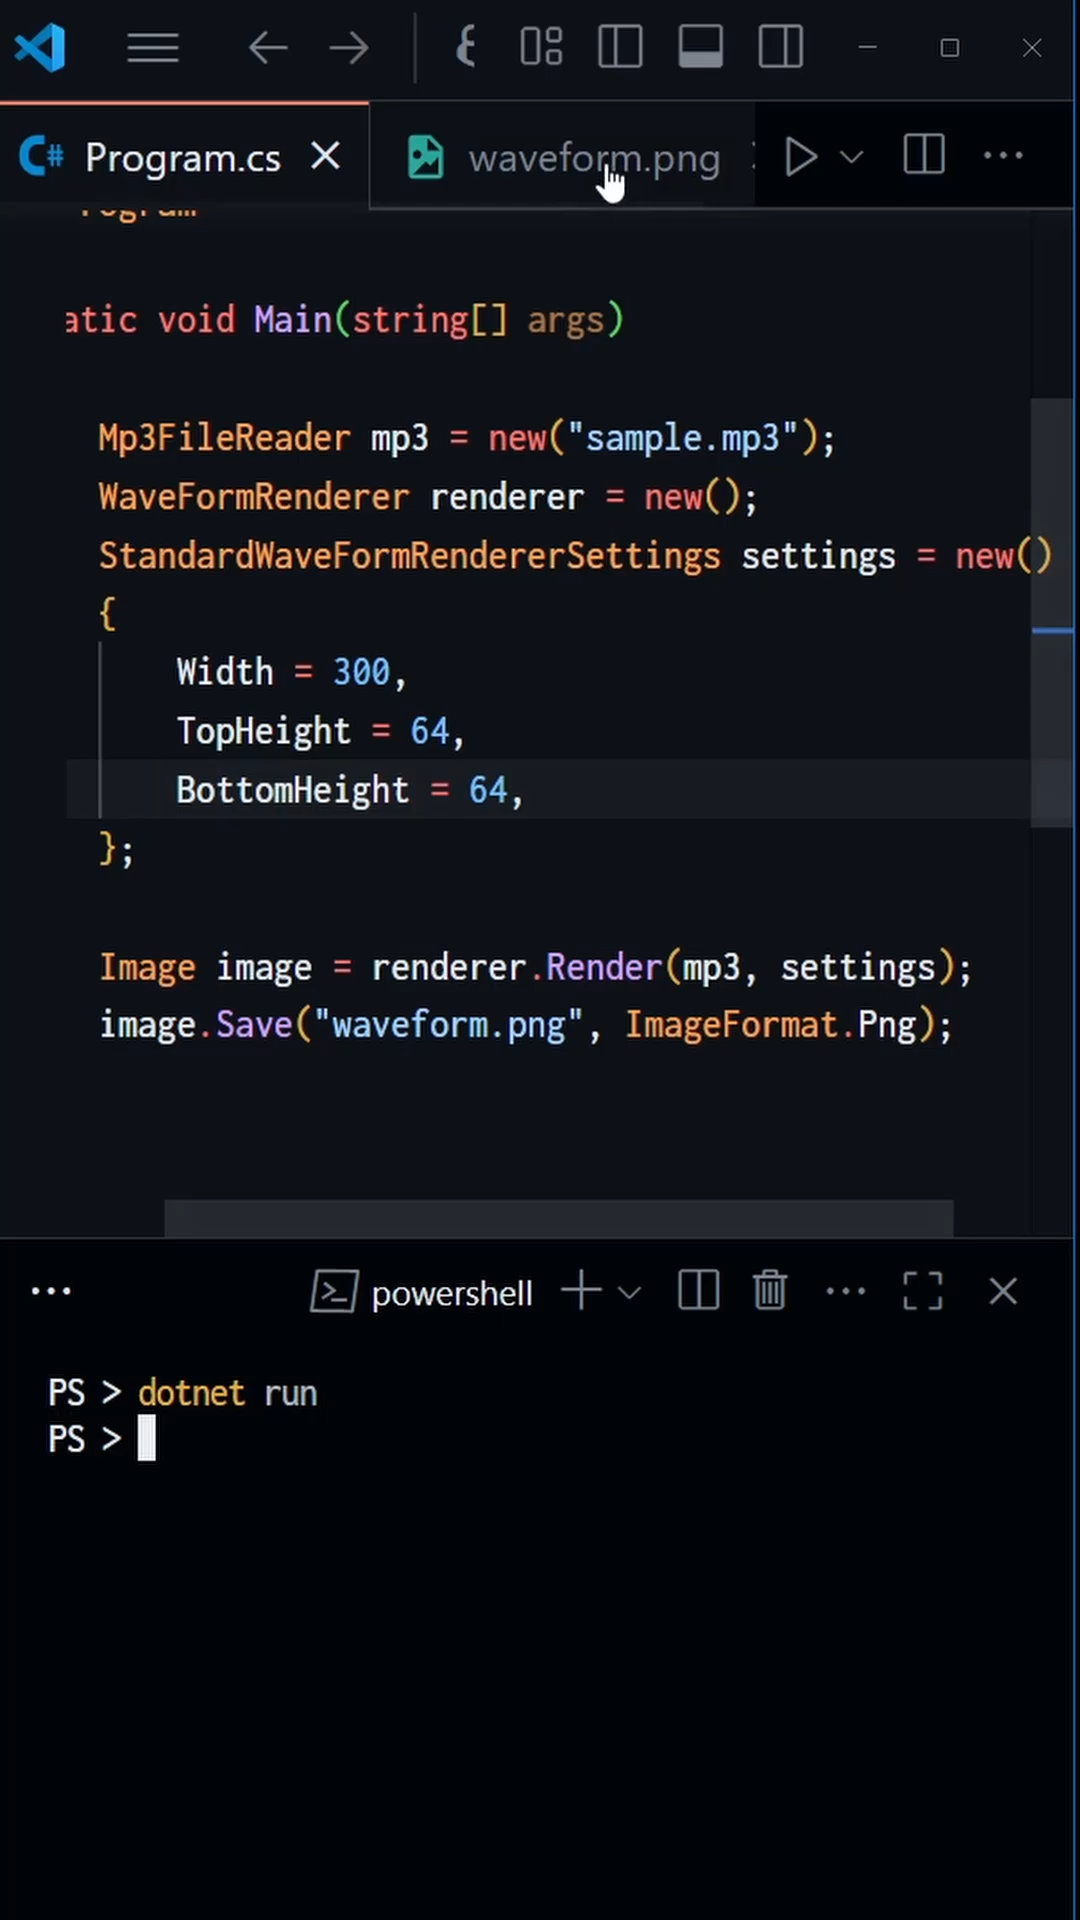 Program.cs
waveform.png
Program
atic void Main(string[] args)
Mp3FileReader mp3 = new("sample.mp3");
WaveFormRenderer renderer = new();
StandardWaveFormRendererSettings settings = new()
{
Width = 300,
TopHeight = 64,
BottomHeight = 64,
};
Image image = renderer.Render(mp3, settings);
image.Save("waveform.png", ImageFormat.Png);
powershell
PS > dotnet run
PS >